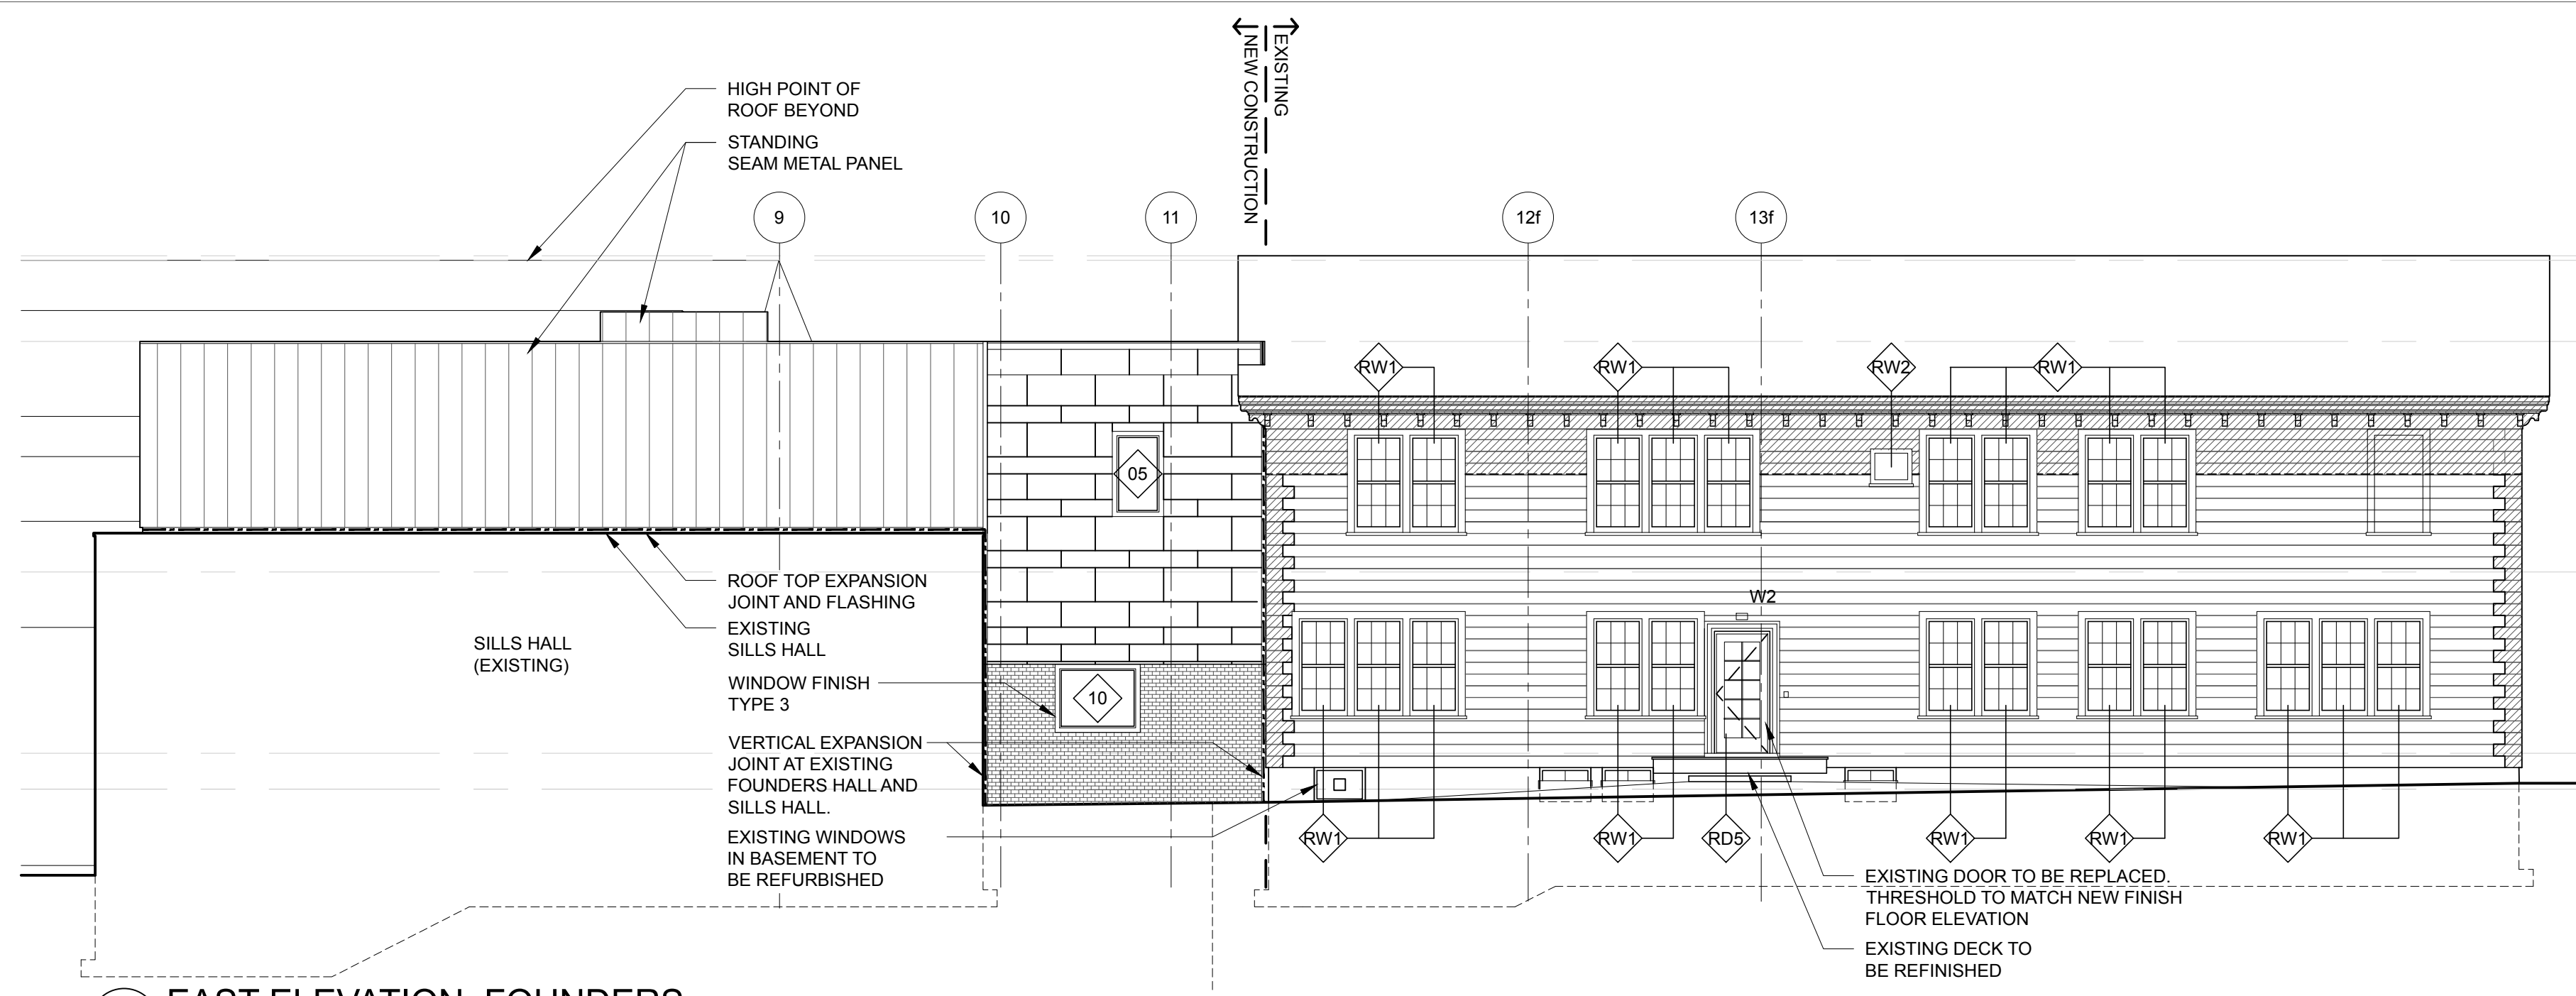 EXISTING
NEW CONSTRUCTION
HIGH POINT OF
ROOF BEYOND
STANDING
SEAM METAL PANEL
9
10
11
12f
13f
RW1
RW1
RW2
RW1
05
ROOF TOP EXPANSION
JOINT AND FLASHING
EXISTING
SILLS HALL
SILLS HALL
(EXISTING)
W2
WINDOW FINISH
TYPE 3
10
VERTICAL EXPANSION
JOINT AT EXISTING
FOUNDERS HALL AND
SILLS HALL.
EXISTING WINDOWS
IN BASEMENT TO
BE REFURBISHED
RW1
RW1
RD5
RW1
RW1
RW1
EXISTING DOOR TO BE REPLACED.
THRESHOLD TO MATCH NEW FINISH
FLOOR ELEVATION
EXISTING DECK TO
BE REFINISHED
EAST ELEVATION- FOUNDERS